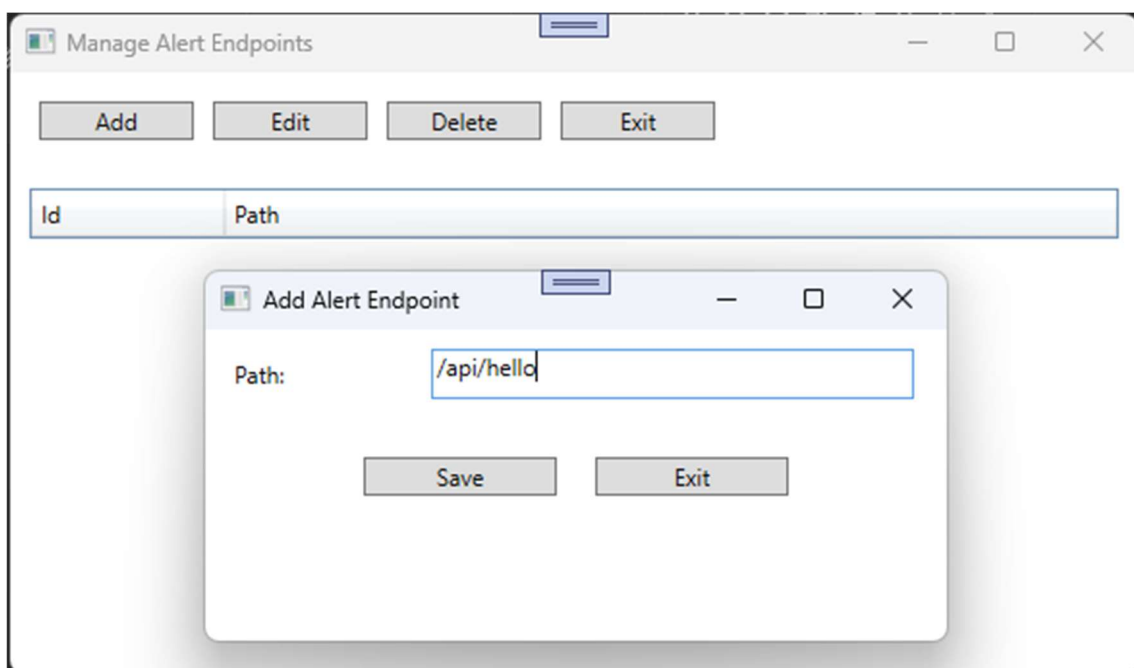 Manage Alert Endpoints
Add Edit Delete Exit
Id Path
Add Alert Endpoint
Path: /api/hello
Save Exit